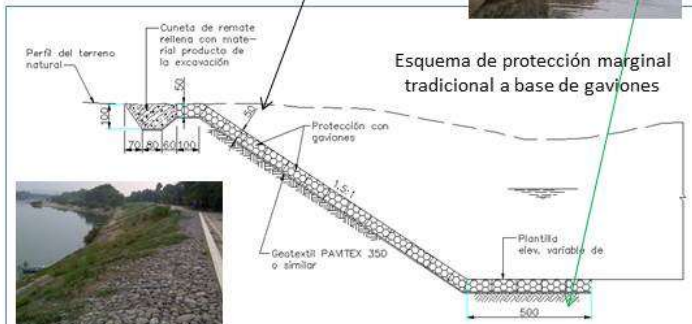 Esquema de protección marginal
tradicional a base de gaviones
Perfil del terreno
natural
Cuneta de remate
rellena con mate-
rial producto de
la excavación
50
100
70 80 60 100
50
Protección con
gaviones
1.5:1
Geotextil PAVITEX 350
o similar
Plantilla
elev. variable de
500